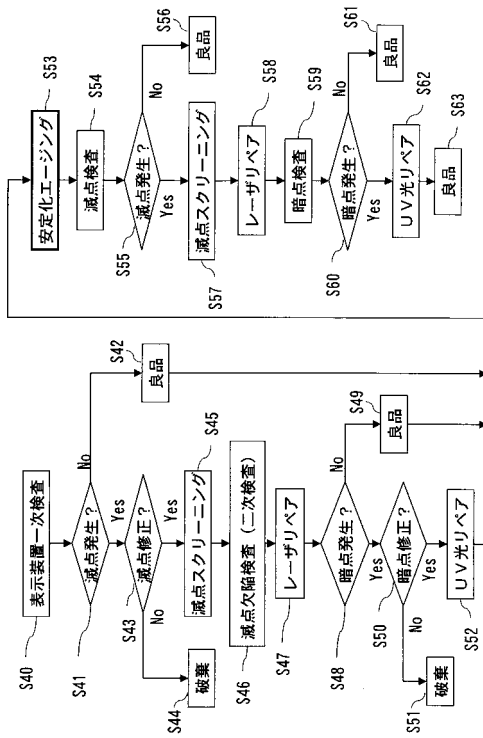 S40
表示装置一次検査
S41
減点発生?
No
S42
良品
Yes
S43
減点修正?
No
S44
破棄
Yes
S45
減点スクリーニング
S46
減点欠陥検査(二次検査)
S47
レーザリペア
S48
暗点発生?
No
S49
良品
Yes
S50
暗点修正?
No
S51
破棄
Yes
S52
UV光リペア
S53
安定化エージング
S54
減点検査
S55
減点発生?
No
S56
良品
Yes
S57
減点スクリーニング
S58
レーザリペア
S59
暗点検査
S60
暗点発生?
No
S61
良品
Yes
S62
UV光リペア
S63
良品